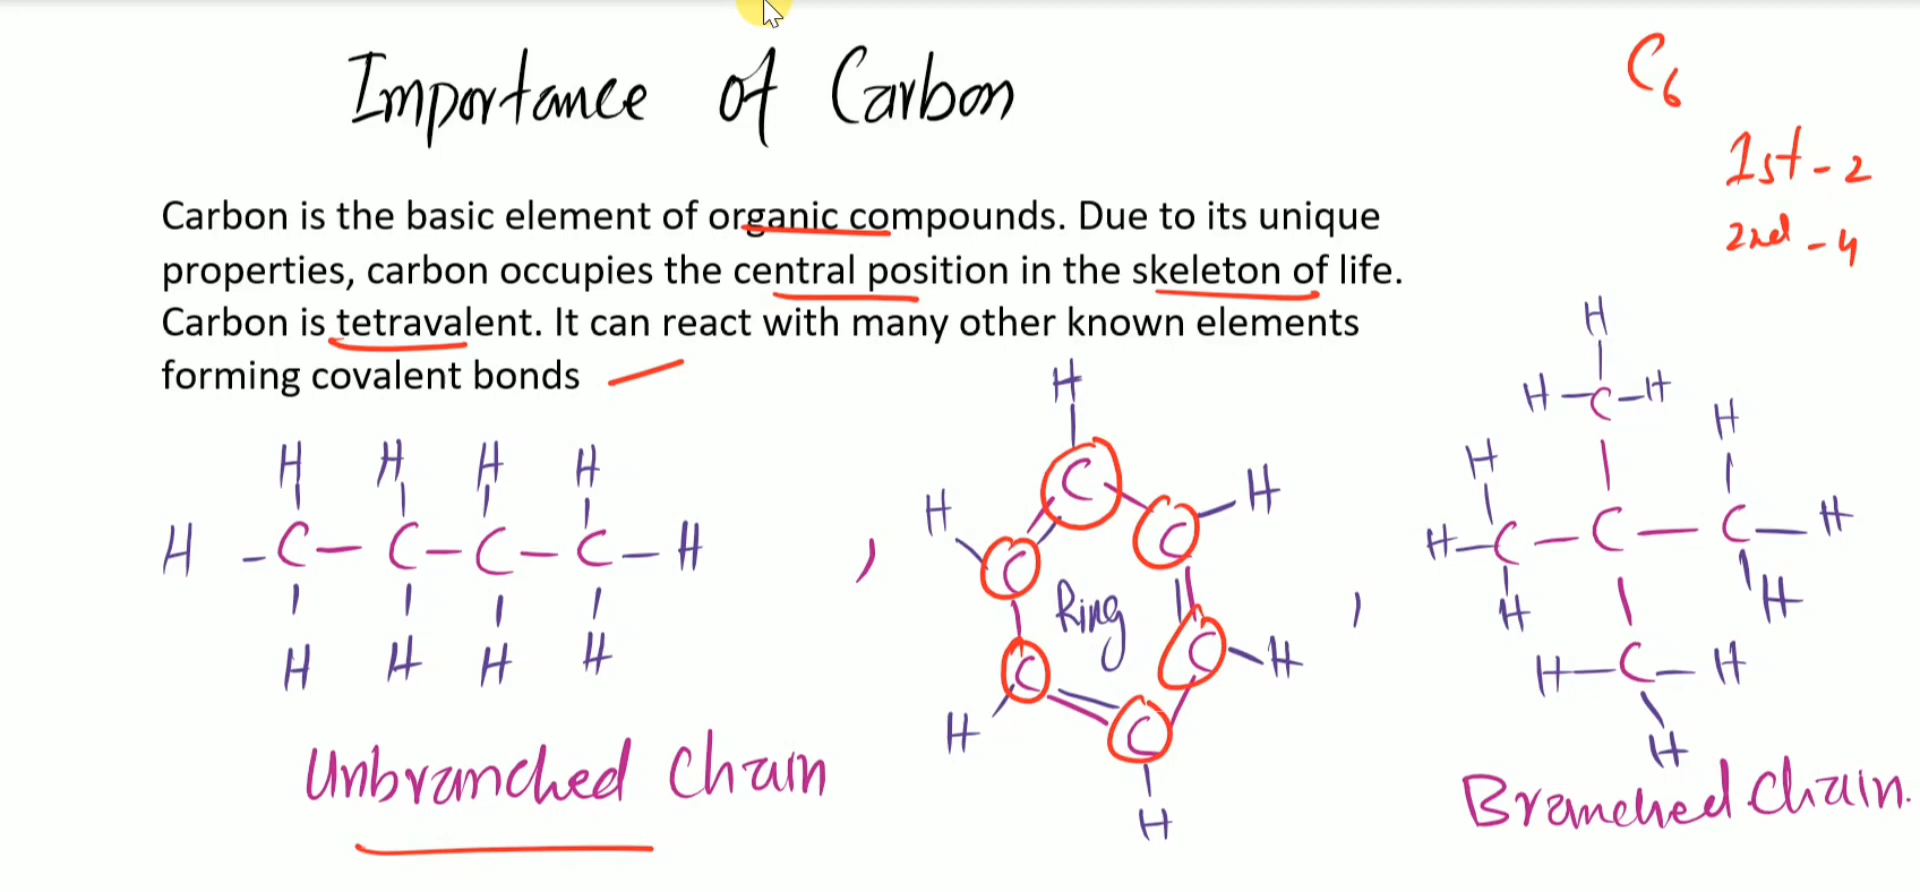 Importance of Carbon
C6
1st - 2
2nd - 4
Carbon is the basic element of organic compounds. Due to its unique
properties, carbon occupies the central position in the skeleton of life.
Carbon is tetravalent. It can react with many other known elements
forming covalent bonds
H H H H
H - C - C - C - C - H ,
H H H H
Unbranched chain
H
C
H C C H
Ring
H C C H
C
H
,
H
H - C - H
H H
H - C - C - C - H
H H
H - C - H
H
Branched chain.